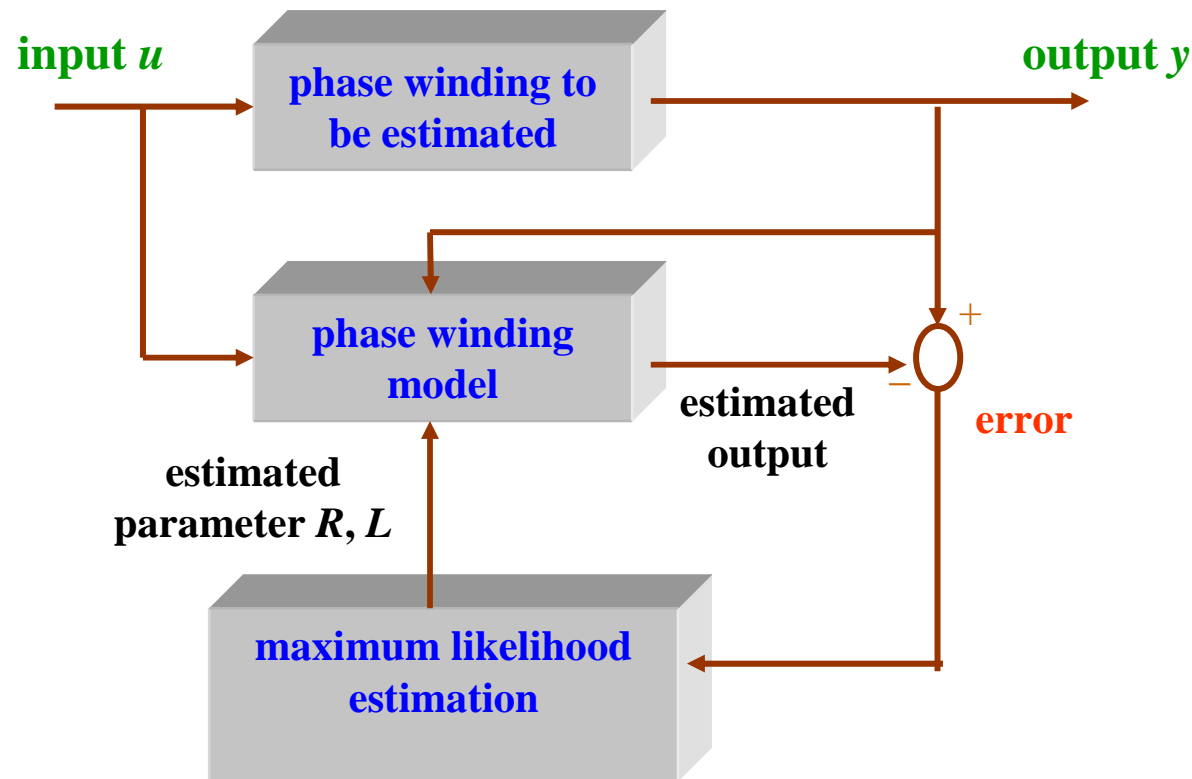 input u
phase winding to
be estimated
output y
phase winding
model
+
−
estimated
output
error
estimated
parameter R, L
maximum likelihood
estimation